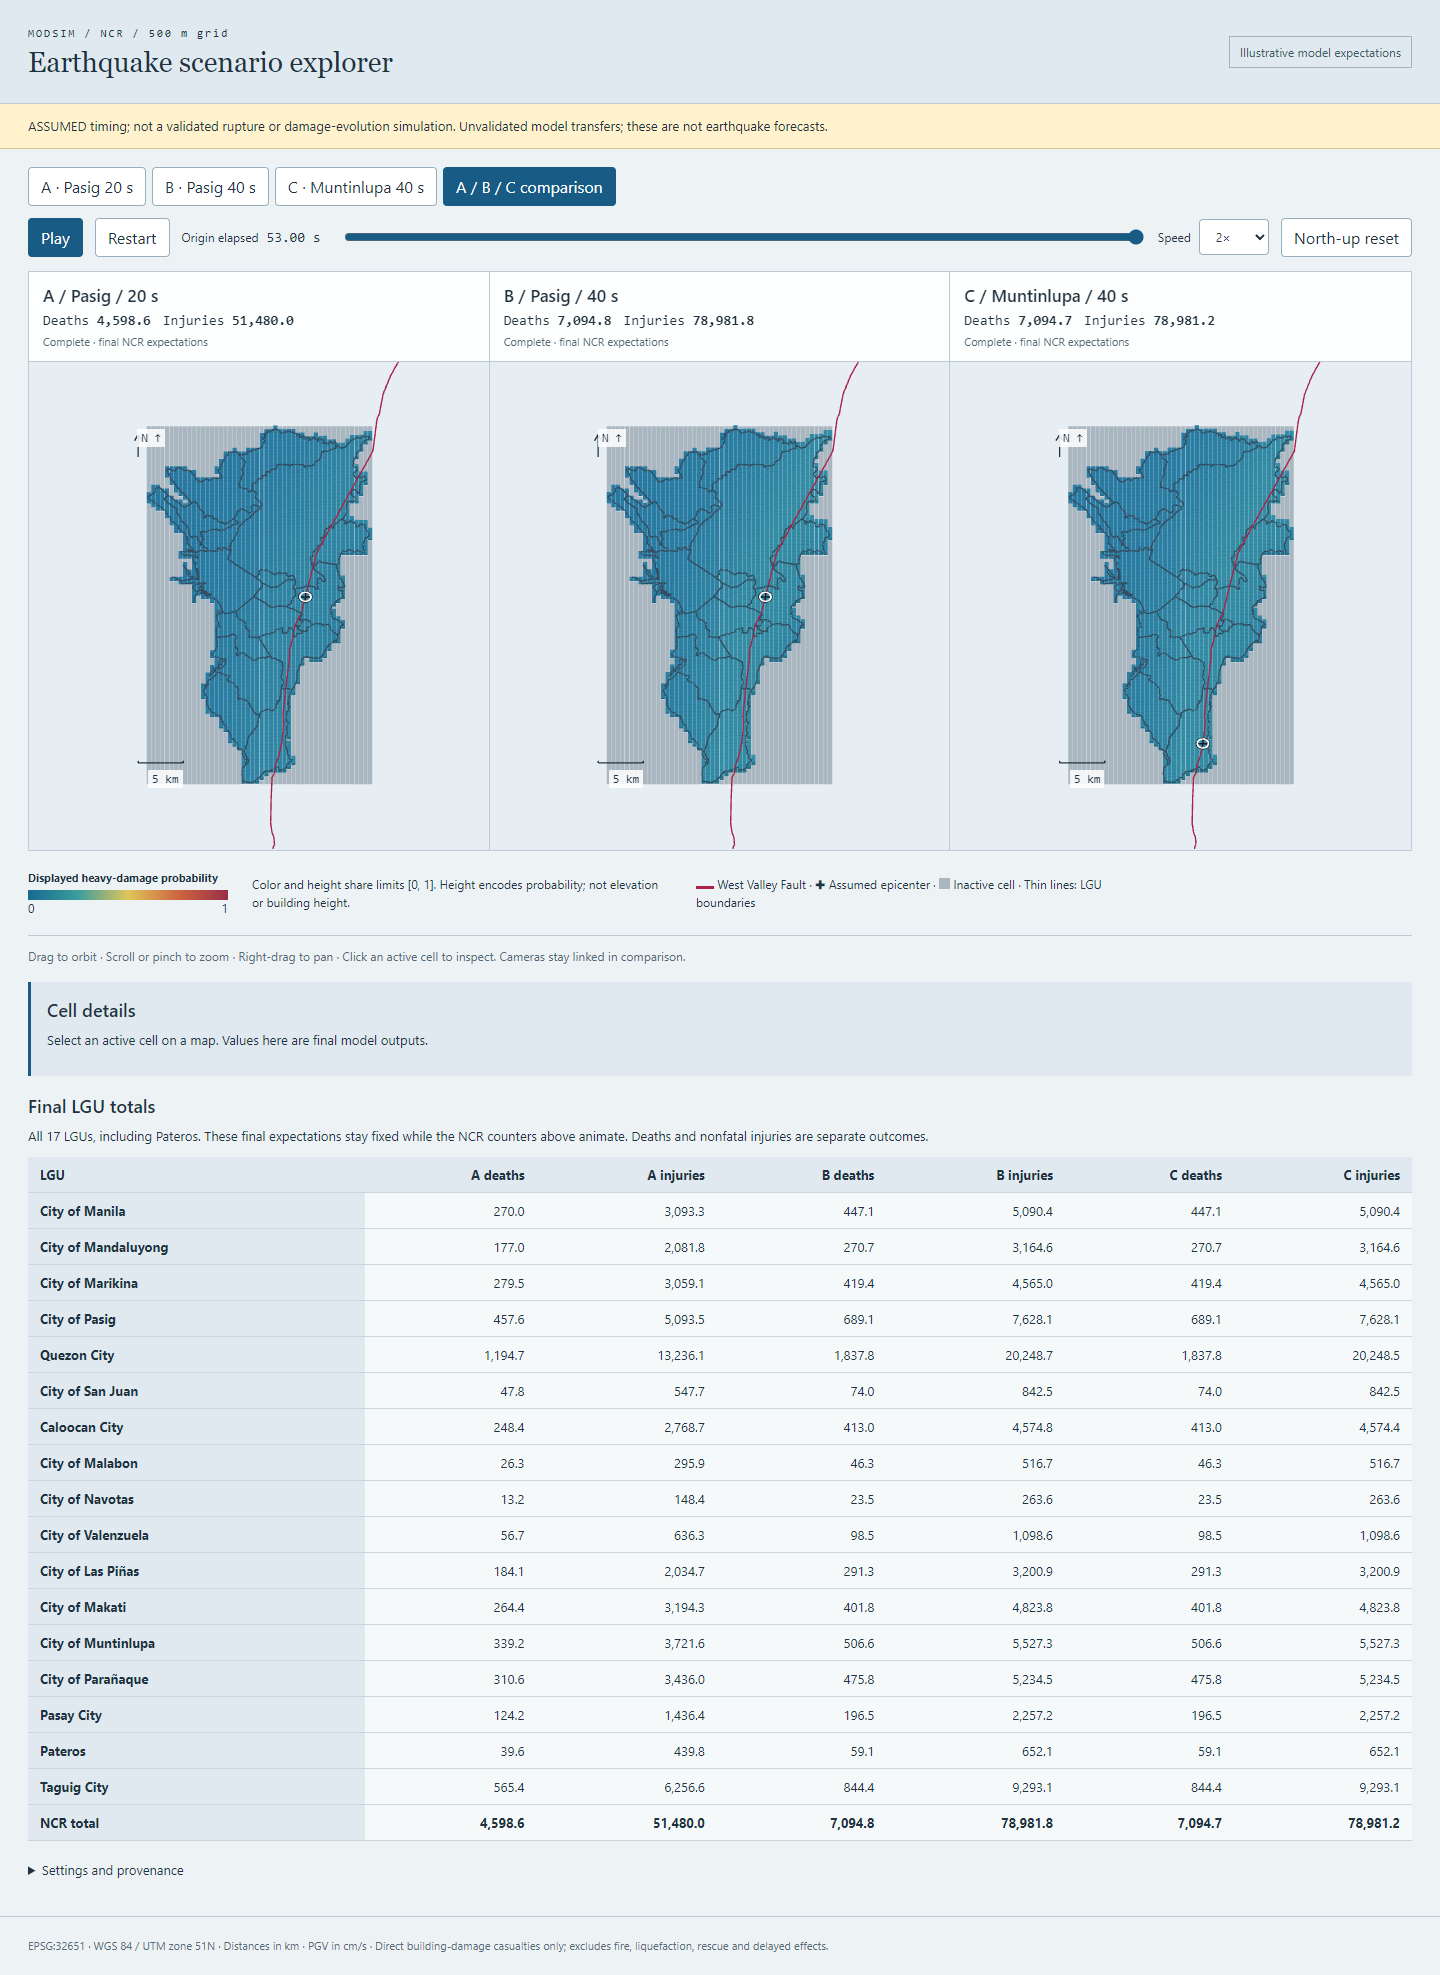 MODSIM / NCR / 500 m grid
Earthquake scenario explorer
Illustrative model expectations
ASSUMED timing; not a validated rupture or damage-evolution simulation. Unvalidated model transfers; these are not earthquake forecasts.
A · Pasig 20 s B · Pasig 40 s C · Muntinlupa 40 s A / B / C comparison
Play Restart Origin elapsed 53.00 s Speed 2× North-up reset
A / Pasig / 20 s
Deaths 4,598.6 Injuries 51,480.0
Complete · final NCR expectations
B / Pasig / 40 s
Deaths 7,094.8 Injuries 78,981.8
Complete · final NCR expectations
C / Muntinlupa / 40 s
Deaths 7,094.7 Injuries 78,981.2
Complete · final NCR expectations
N ↑ N ↑ N ↑
5 km 5 km 5 km
Displayed heavy-damage probability
0 1
Color and height share limits [0, 1]. Height encodes probability; not elevation
or building height.
West Valley Fault · ✚ Assumed epicenter · Inactive cell · Thin lines: LGU
boundaries
Drag to orbit · Scroll or pinch to zoom · Right-drag to pan · Click an active cell to inspect. Cameras stay linked in comparison.
Cell details
Select an active cell on a map. Values here are final model outputs.
Final LGU totals
All 17 LGUs, including Pateros. These final expectations stay fixed while the NCR counters above animate. Deaths and nonfatal injuries are separate outcomes.
LGU A deaths A injuries B deaths B injuries C deaths C injuries
City of Manila 270.0 3,093.3 447.1 5,090.4 447.1 5,090.4
City of Mandaluyong 177.0 2,081.8 270.7 3,164.6 270.7 3,164.6
City of Marikina 279.5 3,059.1 419.4 4,565.0 419.4 4,565.0
City of Pasig 457.6 5,093.5 689.1 7,628.1 689.1 7,628.1
Quezon City 1,194.7 13,236.1 1,837.8 20,248.7 1,837.8 20,248.5
City of San Juan 47.8 547.7 74.0 842.5 74.0 842.5
Caloocan City 248.4 2,768.7 413.0 4,574.8 413.0 4,574.4
City of Malabon 26.3 295.9 46.3 516.7 46.3 516.7
City of Navotas 13.2 148.4 23.5 263.6 23.5 263.6
City of Valenzuela 56.7 636.3 98.5 1,098.6 98.5 1,098.6
City of Las Piñas 184.1 2,034.7 291.3 3,200.9 291.3 3,200.9
City of Makati 264.4 3,194.3 401.8 4,823.8 401.8 4,823.8
City of Muntinlupa 339.2 3,721.6 506.6 5,527.3 506.6 5,527.3
City of Parañaque 310.6 3,436.0 475.8 5,234.5 475.8 5,234.5
Pasay City 124.2 1,436.4 196.5 2,257.2 196.5 2,257.2
Pateros 39.6 439.8 59.1 652.1 59.1 652.1
Taguig City 565.4 6,256.6 844.4 9,293.1 844.4 9,293.1
NCR total 4,598.6 51,480.0 7,094.8 78,981.8 7,094.7 78,981.2
▶ Settings and provenance
EPSG:32651 · WGS 84 / UTM zone 51N · Distances in km · PGV in cm/s · Direct building-damage casualties only; excludes fire, liquefaction, rescue and delayed effects.